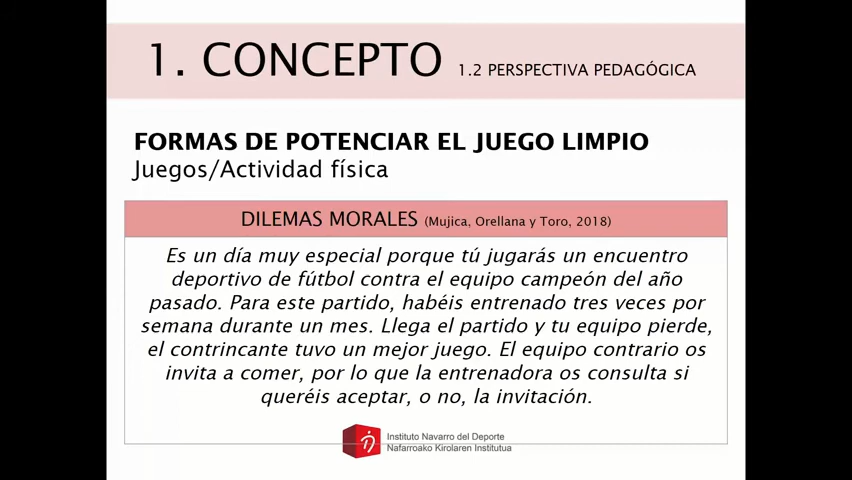 1. CONCEPTO 1.2 PERSPECTIVA PEDAGÓGICA
FORMAS DE POTENCIAR EL JUEGO LIMPIO
Juegos/Actividad física
DILEMAS MORALES (Mujica, Orellana y Toro, 2018)
Es un día muy especial porque tú jugarás un encuentro
deportivo de fútbol contra el equipo campeón del año
pasado. Para este partido, habéis entrenado tres veces por
semana durante un mes. Llega el partido y tu equipo pierde,
el contrincante tuvo un mejor juego. El equipo contrario os
invita a comer, por lo que la entrenadora os consulta si
queréis aceptar, o no, la invitación.
Instituto Navarro del Deporte
Nafarroako Kirolaren Institutua